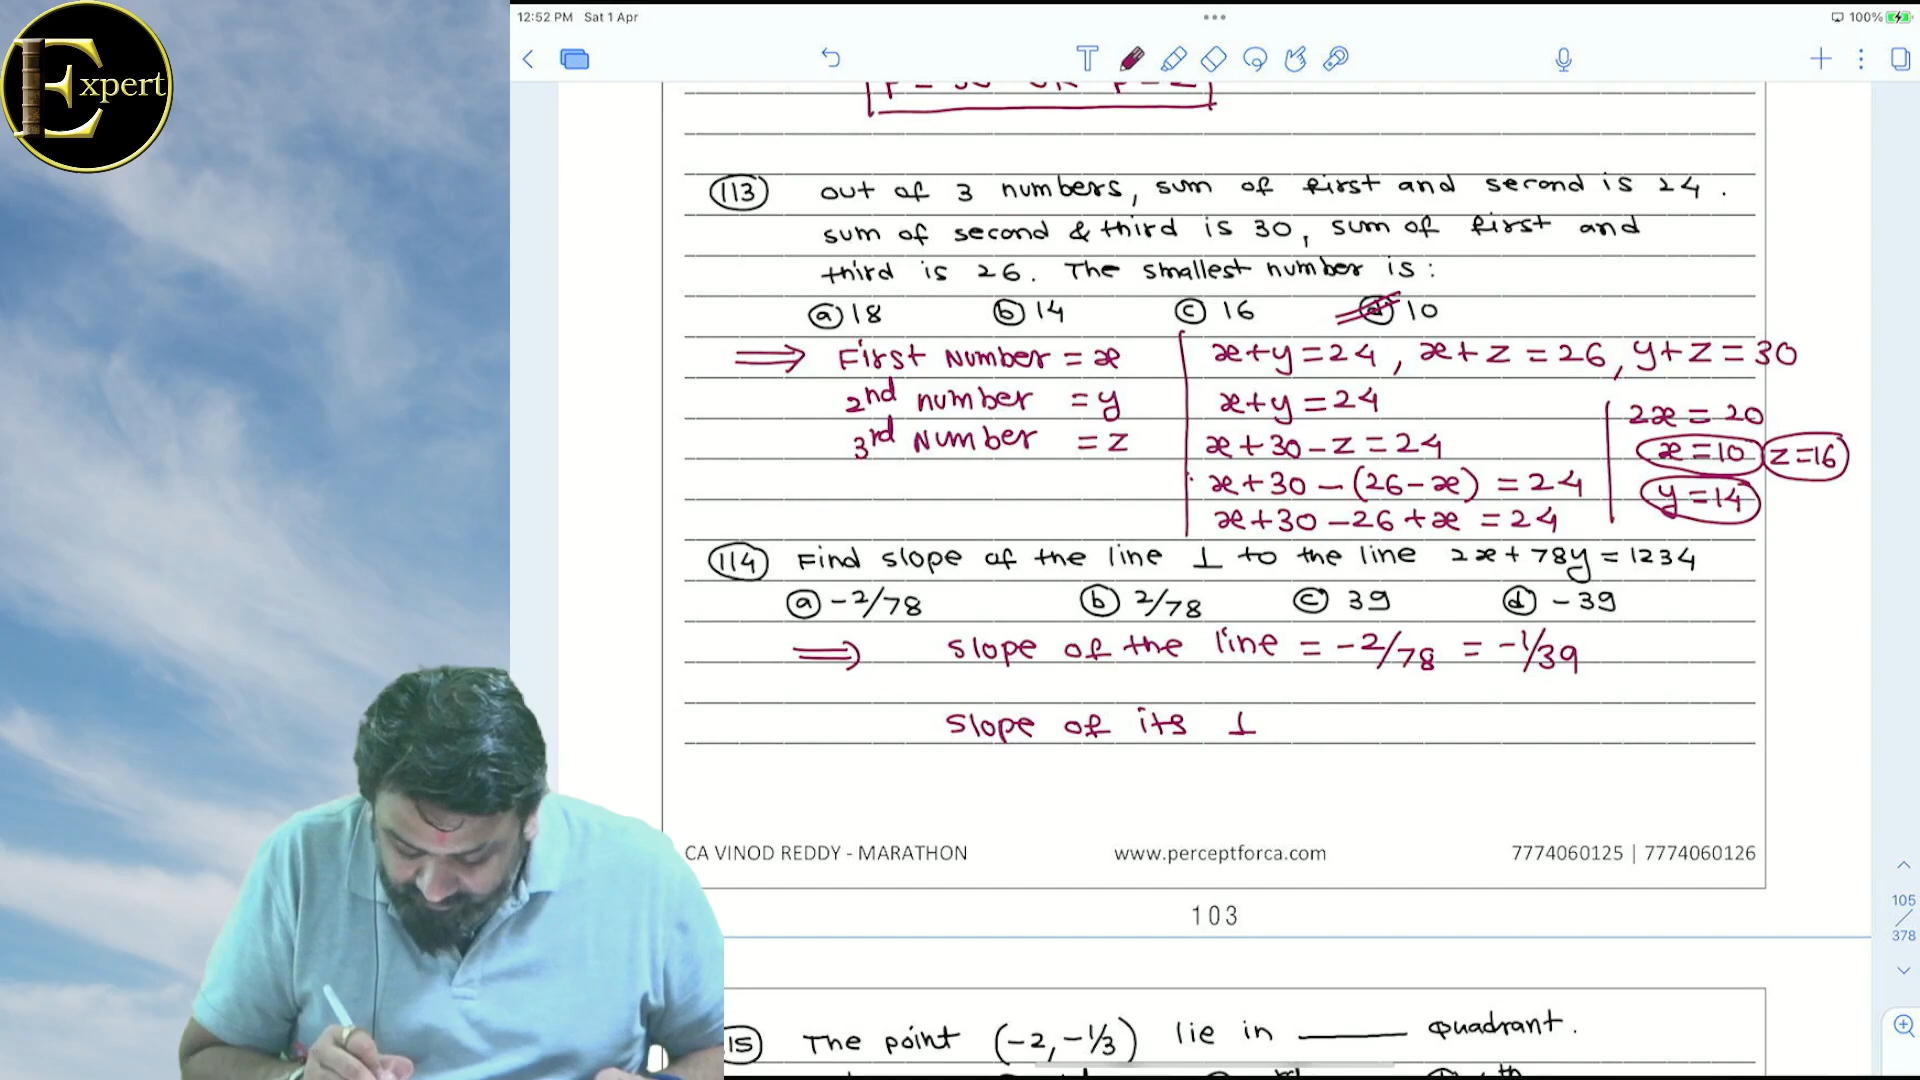 Expert
12:52 PM Sat 1 Apr
100%
(113) out of 3 numbers, sum of first and second is 24.
sum of second & third is 30, sum of first and
third is 26. The smallest number is:
(a) 18 (b) 14 (c) 16 (d) 10
⟹ First Number = x
2nd number = y
3rd Number = z
x+y=24, x+z=26, y+z=30
x+y=24
x+30-z=24
x+30-(26-x)=24
x+30-26+x=24
2x=20
x=10 z=16
y=14
(114) Find slope of the line ⊥ to the line 2x+78y=1234
(a) -2/78 (b) 2/78 (c) 39 (d) -39
⟹ slope of the line = -2/78 = -1/39
slope of its ⊥
CA VINOD REDDY - MARATHON www.perceptforca.com 7774060125 | 7774060126
103
105
378
15) The point (-2,-1/3) lie in ____ quadrant.